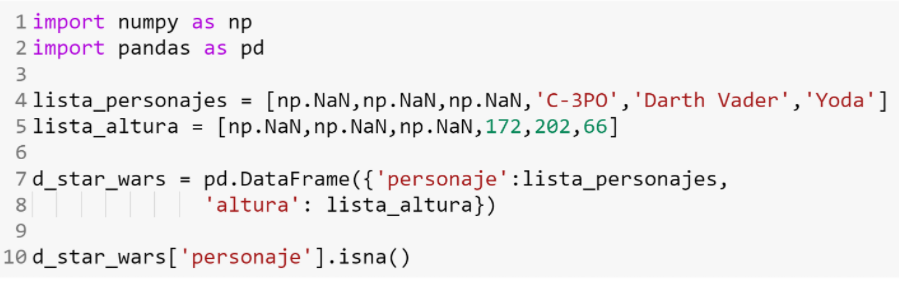 1 import numpy as np
2 import pandas as pd
3
4 lista_personajes = [np.NaN,np.NaN,np.NaN,'C-3PO','Darth Vader','Yoda']
5 lista_altura = [np.NaN,np.NaN,np.NaN,172,202,66]
6
7 d_star_wars = pd.DataFrame({'personaje':lista_personajes,
8               'altura': lista_altura})
9
10 d_star_wars['personaje'].isna()